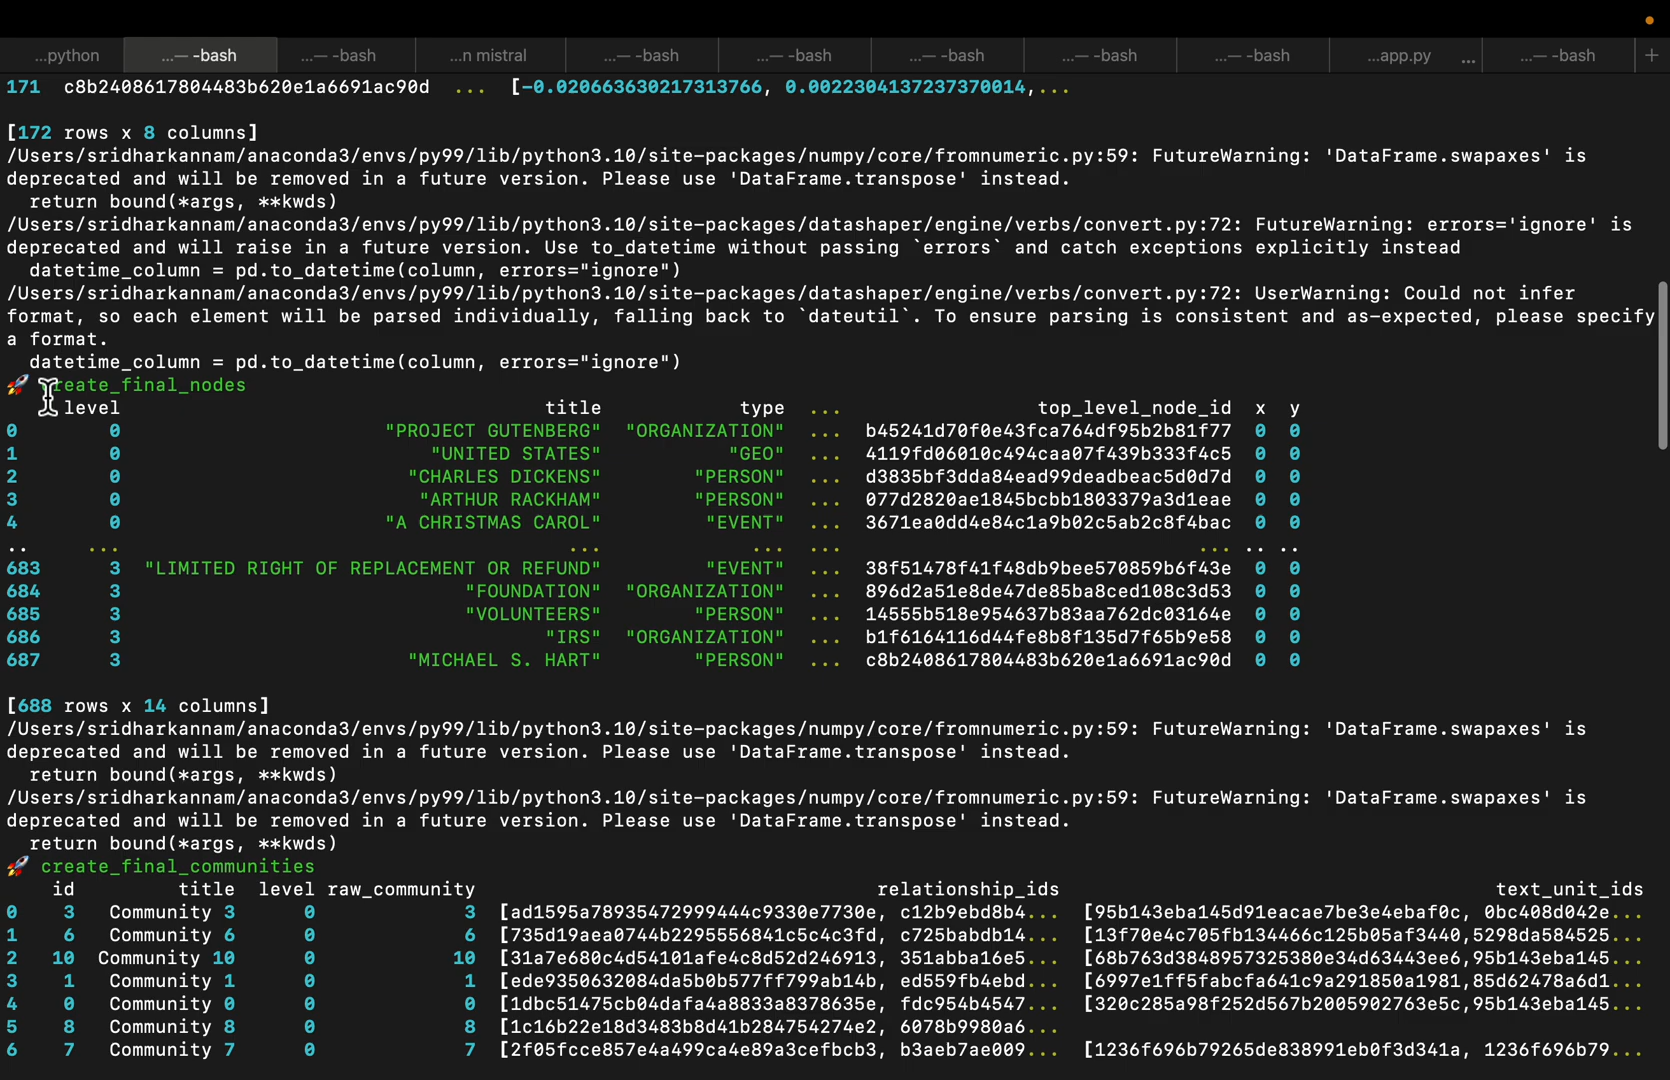 ...python ...— -bash ...— -bash ...n mistral ...— -bash ...— -bash ...— -bash ...— -bash ...— -bash ...app.py ... ...— -bash +
171 c8b2408617804483b620e1a6691ac90d ... [-0.020663630217313766, 0.0022304137237370014,...
[172 rows x 8 columns]
/Users/sridharkannam/anaconda3/envs/py99/lib/python3.10/site-packages/numpy/core/fromnumeric.py:59: FutureWarning: 'DataFrame.swapaxes' is
deprecated and will be removed in a future version. Please use 'DataFrame.transpose' instead.
return bound(*args, **kwds)
/Users/sridharkannam/anaconda3/envs/py99/lib/python3.10/site-packages/datashaper/engine/verbs/convert.py:72: FutureWarning: errors='ignore' is
deprecated and will raise in a future version. Use to_datetime without passing `errors` and catch exceptions explicitly instead
datetime_column = pd.to_datetime(column, errors="ignore")
/Users/sridharkannam/anaconda3/envs/py99/lib/python3.10/site-packages/datashaper/engine/verbs/convert.py:72: UserWarning: Could not infer
format, so each element will be parsed individually, falling back to `dateutil`. To ensure parsing is consistent and as-expected, please specify
a format.
datetime_column = pd.to_datetime(column, errors="ignore")
🚀 create_final_nodes
level title type ... top_level_node_id x y
0 0 "PROJECT GUTENBERG" "ORGANIZATION" ... b45241d70f0e43fca764df95b2b81f77 0 0
1 0 "UNITED STATES" "GEO" ... 4119fd06010c494caa07f439b333f4c5 0 0
2 0 "CHARLES DICKENS" "PERSON" ... d3835bf3dda84ead99deadbeac5d0d7d 0 0
3 0 "ARTHUR RACKHAM" "PERSON" ... 077d2820ae1845bcbb1803379a3d1eae 0 0
4 0 "A CHRISTMAS CAROL" "EVENT" ... 3671ea0dd4e84c1a9b02c5ab2c8f4bac 0 0
.. ... ... ... ... ... .. ..
683 3 "LIMITED RIGHT OF REPLACEMENT OR REFUND" "EVENT" ... 38f51478f41f48db9bee570859b6f43e 0 0
684 3 "FOUNDATION" "ORGANIZATION" ... 896d2a51e8de47de85ba8ced108c3d53 0 0
685 3 "VOLUNTEERS" "PERSON" ... 14555b518e954637b83aa762dc03164e 0 0
686 3 "IRS" "ORGANIZATION" ... b1f6164116d44fe8b8f135d7f65b9e58 0 0
687 3 "MICHAEL S. HART" "PERSON" ... c8b2408617804483b620e1a6691ac90d 0 0
[688 rows x 14 columns]
/Users/sridharkannam/anaconda3/envs/py99/lib/python3.10/site-packages/numpy/core/fromnumeric.py:59: FutureWarning: 'DataFrame.swapaxes' is
deprecated and will be removed in a future version. Please use 'DataFrame.transpose' instead.
return bound(*args, **kwds)
/Users/sridharkannam/anaconda3/envs/py99/lib/python3.10/site-packages/numpy/core/fromnumeric.py:59: FutureWarning: 'DataFrame.swapaxes' is
deprecated and will be removed in a future version. Please use 'DataFrame.transpose' instead.
return bound(*args, **kwds)
🚀 create_final_communities
id title level raw_community relationship_ids text_unit_ids
0 3 Community 3 0 3 [ad1595a78935472999444c9330e7730e, c12b9ebd8b4... [95b143eba145d91eacae7be3e4ebaf0c, 0bc408d042e...
1 6 Community 6 0 6 [735d19aea0744b2295556841c5c4c3fd, c725babdb14... [13f70e4c705fb134466c125b05af3440,5298da584525...
2 10 Community 10 0 10 [31a7e680c4d54101afe4c8d52d246913, 351abba16e5... [68b763d3848957325380e34d63443ee6,95b143eba145...
3 1 Community 1 0 1 [ede9350632084da5b0b577ff799ab14b, ed559fb4ebd... [6997e1ff5fabcfa641c9a291850a1981,85d62478a6d1...
4 0 Community 0 0 0 [1dbc51475cb04dafa4a8833a8378635e, fdc954b4547... [320c285a98f252d567b2005902763e5c,95b143eba145...
5 8 Community 8 0 8 [1c16b22e18d3483b8d41b284754274e2, 6078b9980a6...
6 7 Community 7 0 7 [2f05fcce857e4a499ca4e89a3cefbcb3, b3aeb7ae009... [1236f696b79265de838991eb0f3d341a, 1236f696b79...